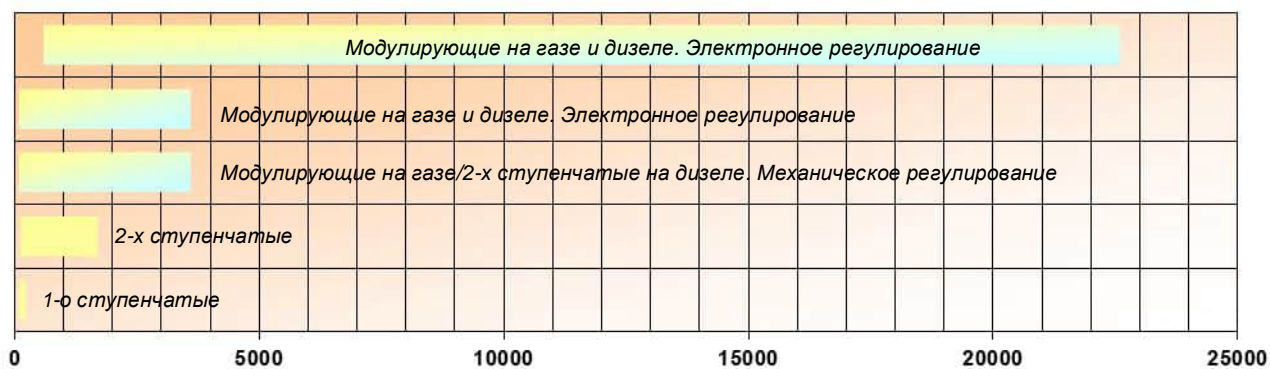 Модулирующие на газе и дизеле. Электронное регулирование
Модулирующие на газе и дизеле. Электронное регулирование
Модулирующие на газе/2-х ступенчатые на дизеле. Механическое регулирование
2-х ступенчатые
1-о ступенчатые
0 5000 10000 15000 20000 25000